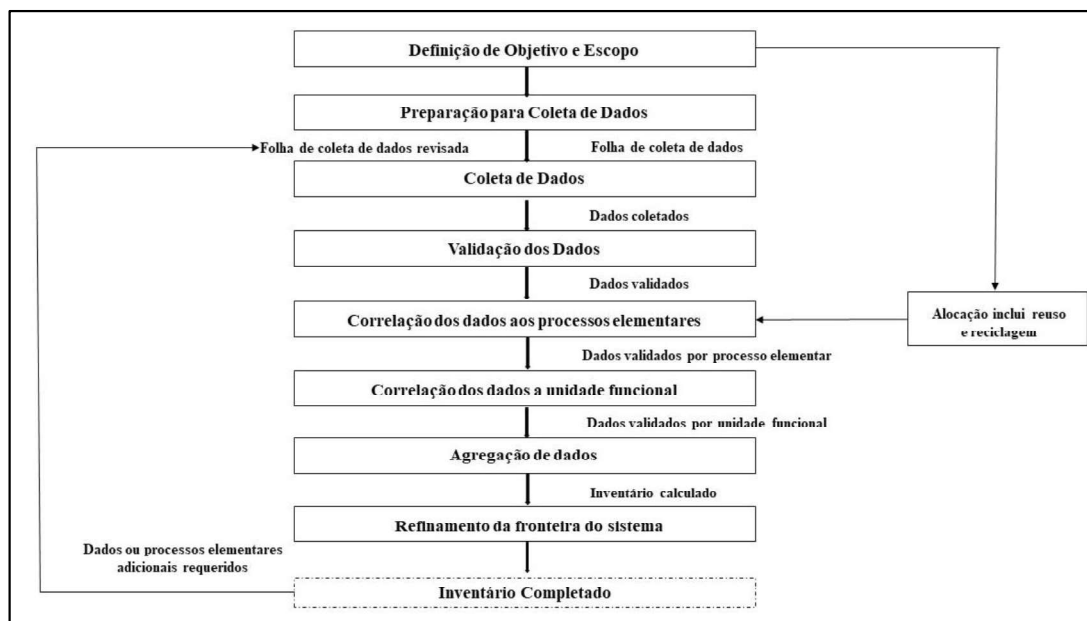 Definição de Objetivo e Escopo
Preparação para Coleta de Dados
Folha de coleta de dados revisada
Folha de coleta de dados
Coleta de Dados
Dados coletados
Validação dos Dados
Dados validados
Correlação dos dados aos processos elementares
Alocação inclui reuso
e reciclagem
Dados validados por processo elementar
Correlação dos dados a unidade funcional
Dados validados por unidade funcional
Agregação de dados
Inventário calculado
Refinamento da fronteira do sistema
Dados ou processos elementares
adicionais requeridos
Inventário Completado